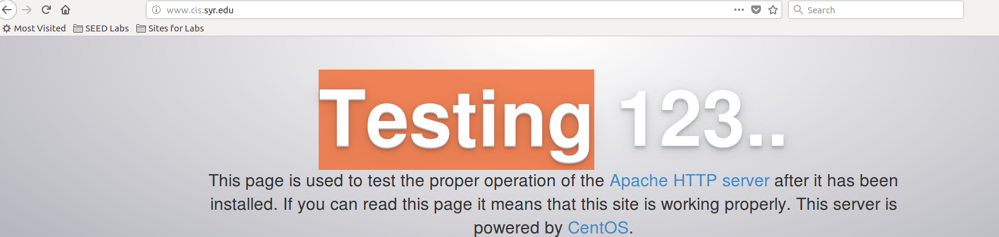 www.cis.syr.edu
Search
Most Visited SEED Labs Sites for Labs
Testing 123..
This page is used to test the proper operation of the Apache HTTP server after it has been
installed. If you can read this page it means that this site is working properly. This server is
powered by CentOS.